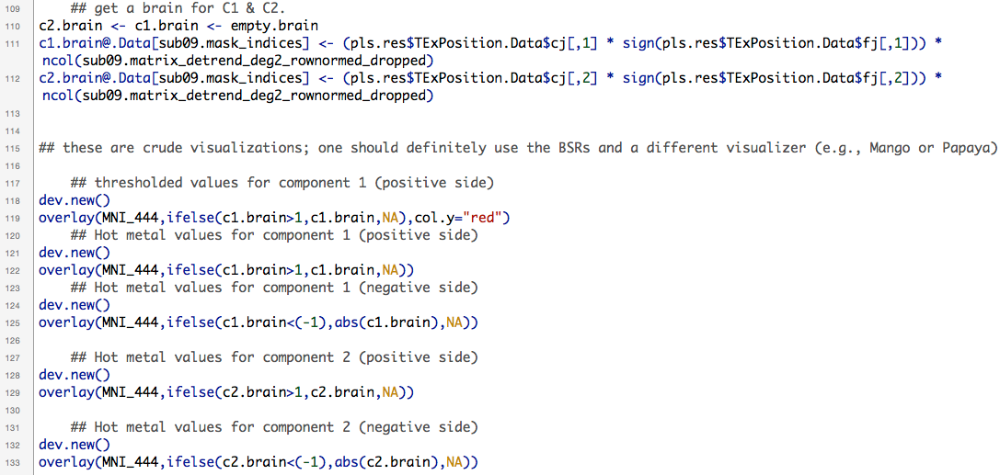 109 ## get a brain for C1 & C2.
110 c2.brain <- c1.brain <- empty.brain
111 c1.brain@.Data[sub09.mask_indices] <- (pls.res$TExPosition.Data$cj[,1] * sign(pls.res$TExPosition.Data$fj[,1])) *
ncol(sub09.matrix_detrend_deg2_rownormed_dropped)
112 c2.brain@.Data[sub09.mask_indices] <- (pls.res$TExPosition.Data$cj[,2] * sign(pls.res$TExPosition.Data$fj[,2])) *
ncol(sub09.matrix_detrend_deg2_rownormed_dropped)
113
114
115 ## these are crude visualizations; one should definitely use the BSRs and a different visualizer (e.g., Mango or Papaya)
116
117 ## thresholded values for component 1 (positive side)
118 dev.new()
119 overlay(MNI_444,ifelse(c1.brain>1,c1.brain,NA),col.y="red")
120 ## Hot metal values for component 1 (positive side)
121 dev.new()
122 overlay(MNI_444,ifelse(c1.brain>1,c1.brain,NA))
123 ## Hot metal values for component 1 (negative side)
124 dev.new()
125 overlay(MNI_444,ifelse(c1.brain<(-1),abs(c1.brain),NA))
126
127 ## Hot metal values for component 2 (positive side)
128 dev.new()
129 overlay(MNI_444,ifelse(c2.brain>1,c2.brain,NA))
130
131 ## Hot metal values for component 2 (negative side)
132 dev.new()
133 overlay(MNI_444,ifelse(c2.brain<(-1),abs(c2.brain),NA))